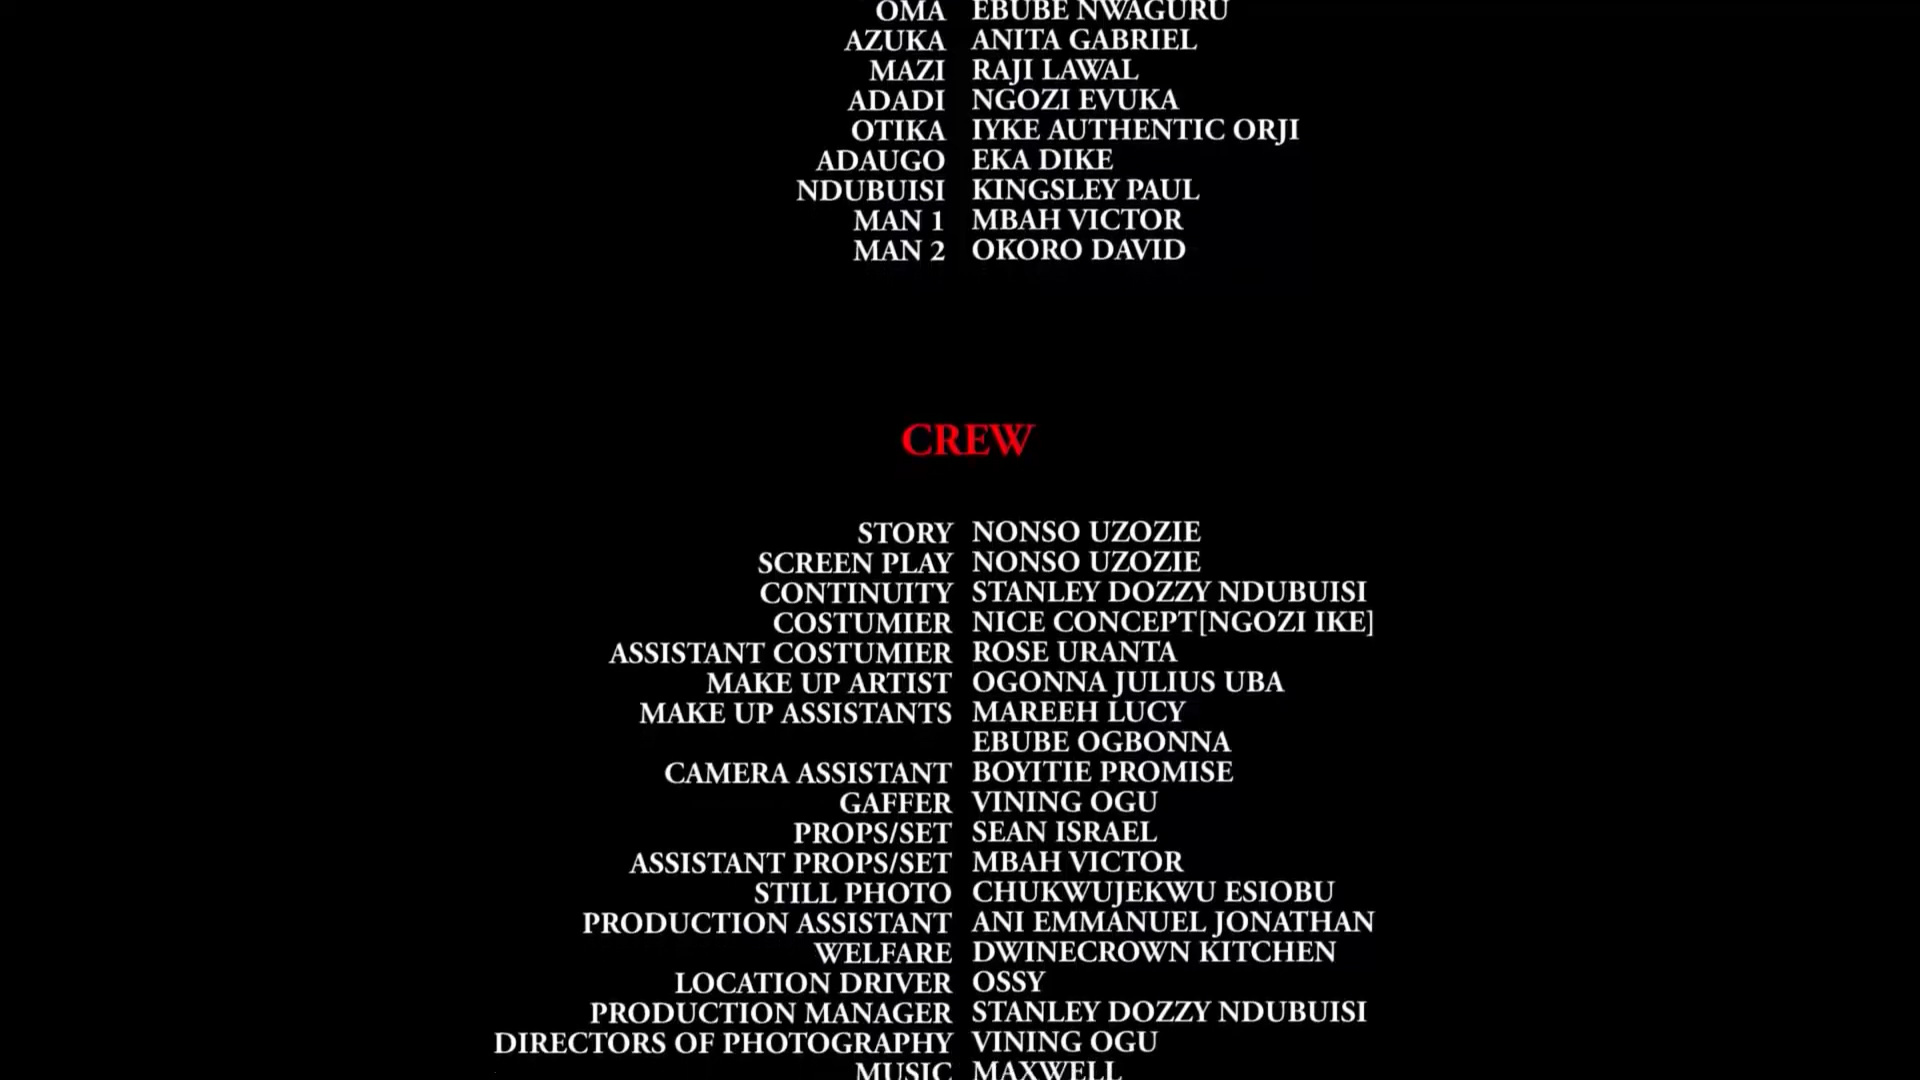 OMA EBUBE NWAGURU
AZUKA ANITA GABRIEL
MAZI RAJI LAWAL
ADADI NGOZI EVUKA
OTIKA IYKE AUTHENTIC ORJI
ADAUGO EKA DIKE
NDUBUISI KINGSLEY PAUL
MAN 1 MBAH VICTOR
MAN 2 OKORO DAVID
CREW
STORY NONSO UZOZIE
SCREEN PLAY NONSO UZOZIE
CONTINUITY STANLEY DOZZY NDUBUISI
COSTUMIER NICE CONCEPT[NGOZI IKE]
ASSISTANT COSTUMIER ROSE URANTA
MAKE UP ARTIST OGONNA JULIUS UBA
MAKE UP ASSISTANTS MAREEH LUCY
EBUBE OGBONNA
CAMERA ASSISTANT BOYITIE PROMISE
GAFFER VINING OGU
PROPS/SET SEAN ISRAEL
ASSISTANT PROPS/SET MBAH VICTOR
STILL PHOTO CHUKWUJEKWU ESIOBU
PRODUCTION ASSISTANT ANI EMMANUEL JONATHAN
WELFARE DWINECROWN KITCHEN
LOCATION DRIVER OSSY
PRODUCTION MANAGER STANLEY DOZZY NDUBUISI
DIRECTORS OF PHOTOGRAPHY VINING OGU
MUSIC MAXWELL